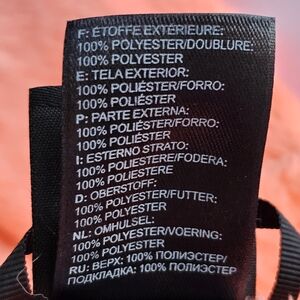 F: ÉTOFFE EXTÉRIEURE:
100% POLYESTER/DOUBLURE:
100% POLYESTER
E: TELA EXTERIOR:
100% POLIÉSTER/FORRO:
100% POLIÉSTER
P: PARTE EXTERNA:
100% POLIÉSTER/FORRO:
100% POLIÉSTER
I: ESTERNO STRATO:
100% POLIESTERE/FODERA:
100% POLIESTERE
D: OBERSTOFF:
100% POLYESTER/FUTTER:
100% POLYESTER
NL: OMHULSEL:
100% POLYESTER/VOERING:
100% POLYESTER
RU: ВЕРХ: 100% ПОЛИЭСТЕР/
ПОДКЛАДКА: 100% ПОЛИЭСТЕР